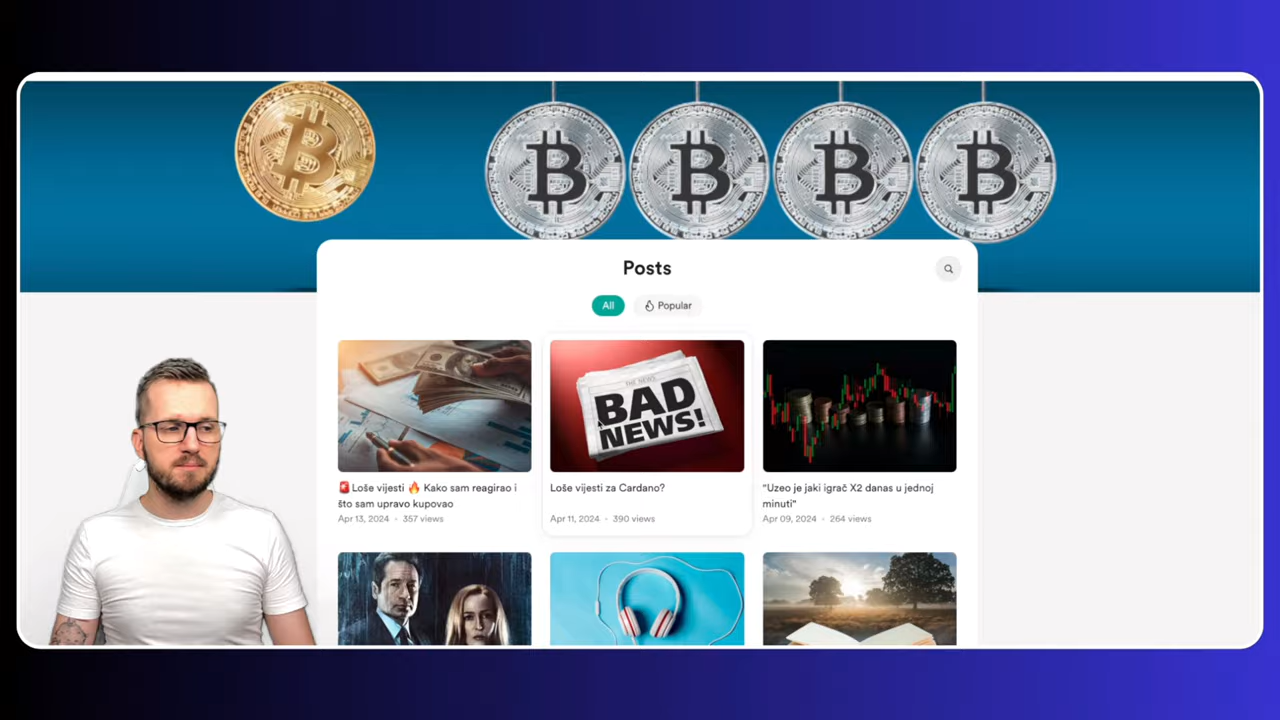 Posts
All
Popular
THE NEWS
BAD
NEWS!
🚨Loše vijesti 🔥 Kako sam reagirao i
što sam upravo kupovao
Apr 13, 2024 • 357 views
Loše vijesti za Cardano?
Apr 11, 2024 • 390 views
"Uzeo je jaki igrač X2 danas u jednoj
minuti"
Apr 09, 2024 • 264 views